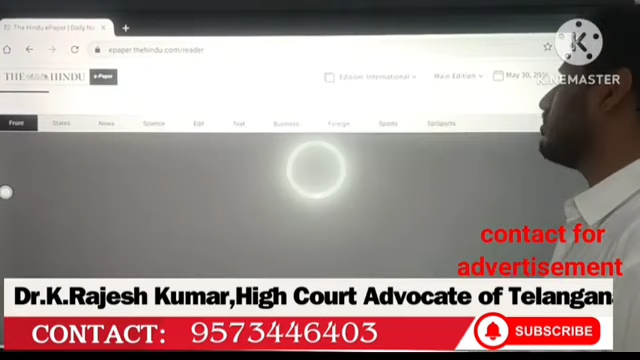 The Hindu ePaper | Daily Ne
epaper.thehindu.com/reader
KINEMASTER
THE HINDU e-Paper
Edition: International
Main Edition
May 30, 20
Front States News Science Edit Text Business Foreign Sports OpSports
contact for
advertisement
Dr.K.Rajesh Kumar,High Court Advocate of Telangan
CONTACT: 9573446403
SUBSCRIBE